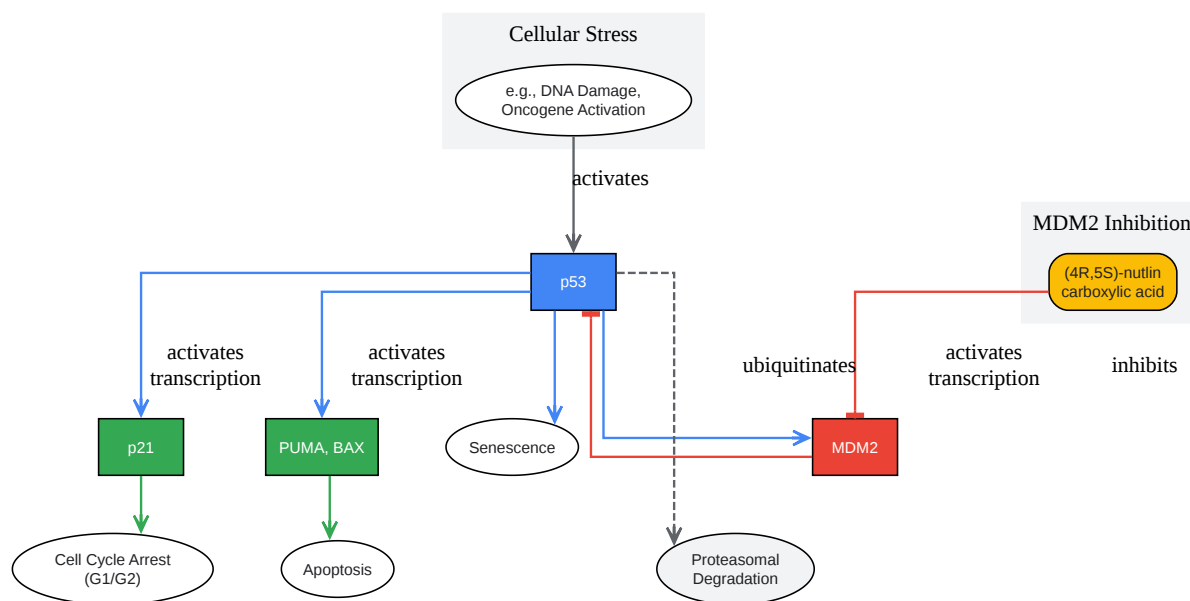 Cellular Stress
e.g., DNA Damage,
Oncogene Activation
activates
MDM2 Inhibition
(4R,5S)-nutlin
carboxylic acid
p53
activates
transcription
activates
transcription
ubiquitinates
activates
transcription
inhibits
p21
PUMA, BAX
Senescence
MDM2
Cell Cycle Arrest
(G1/G2)
Apoptosis
Proteasomal
Degradation